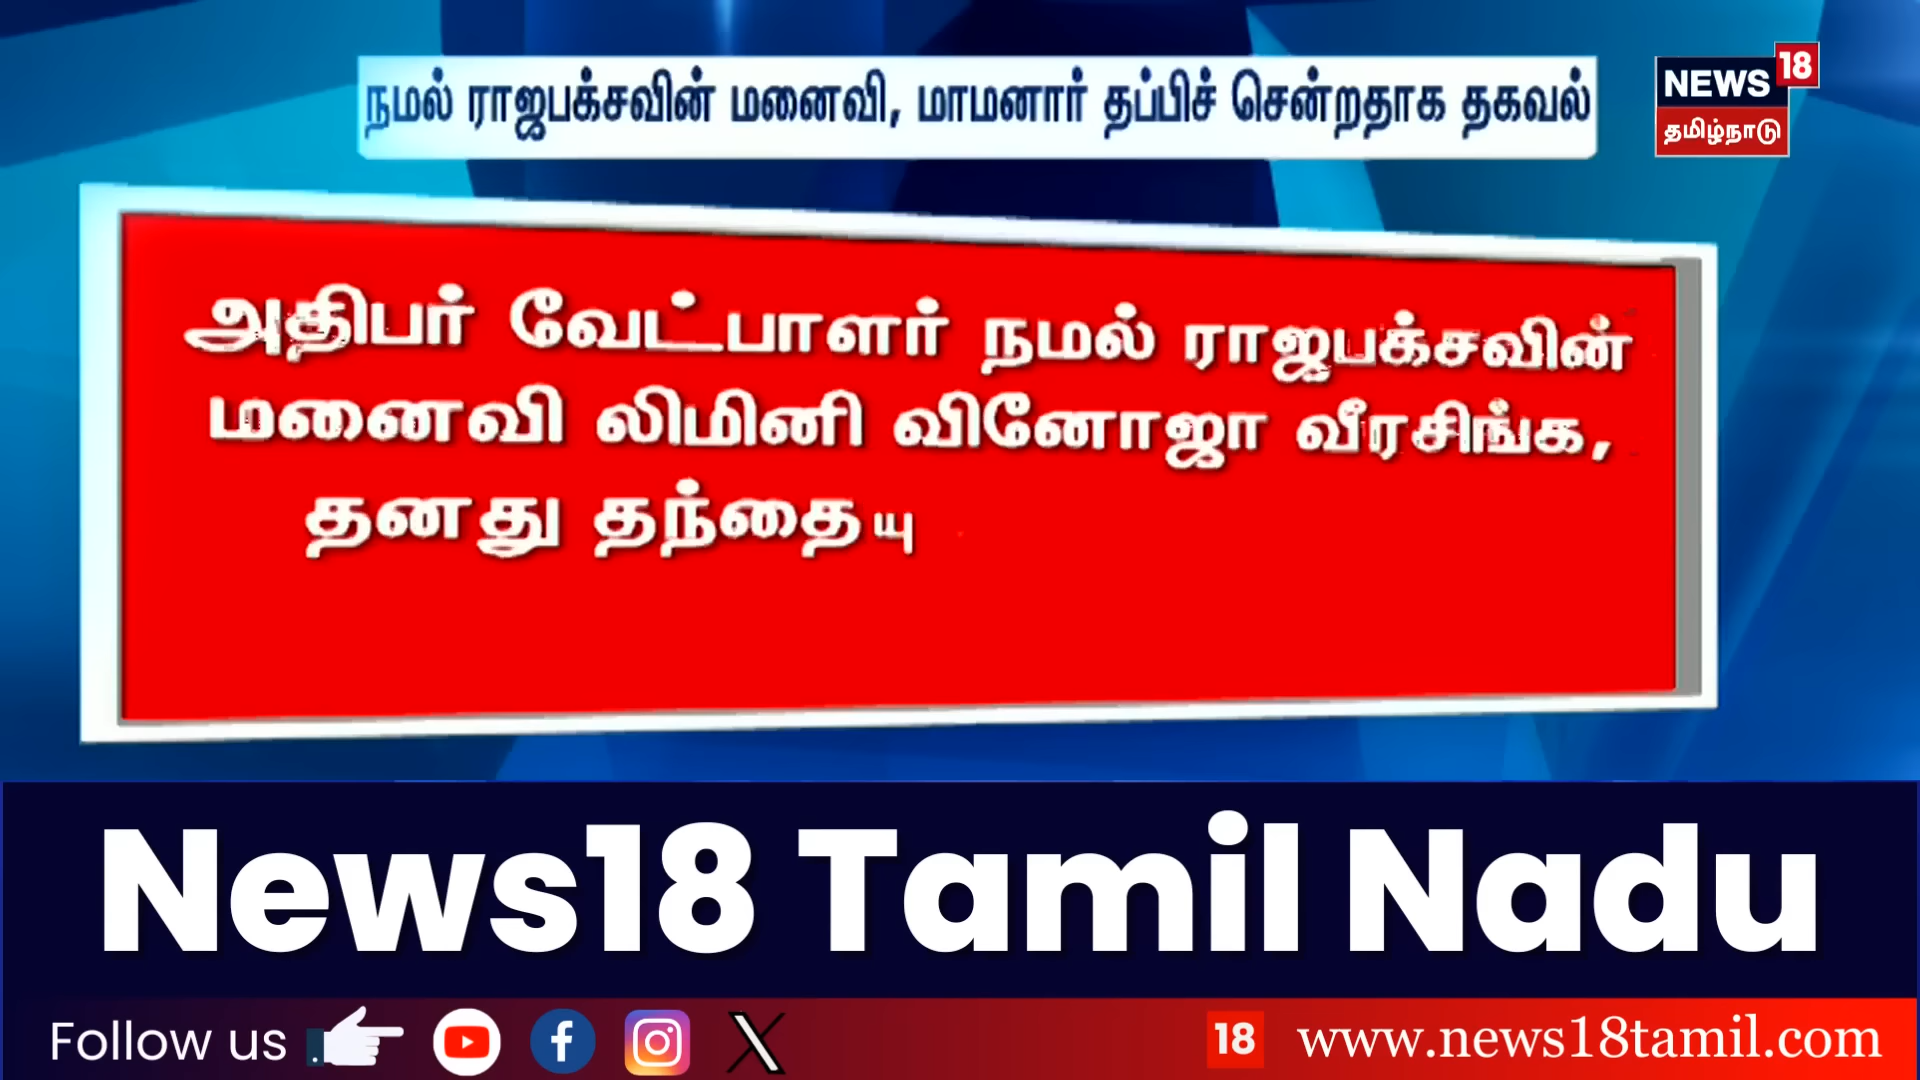 நமல் ராஜபக்சவின் மனைவி, மாமனார் தப்பிச் சென்றதாக தகவல்
NEWS 18
தமிழ்நாடு
அதிபர் வேட்பாளர் நமல் ராஜபக்சவின்
மனைவி லிமினி வினோஜா வீரசிங்க,
தனது தந்தையு
News18 Tamil Nadu
Follow us
18 www.news18tamil.com